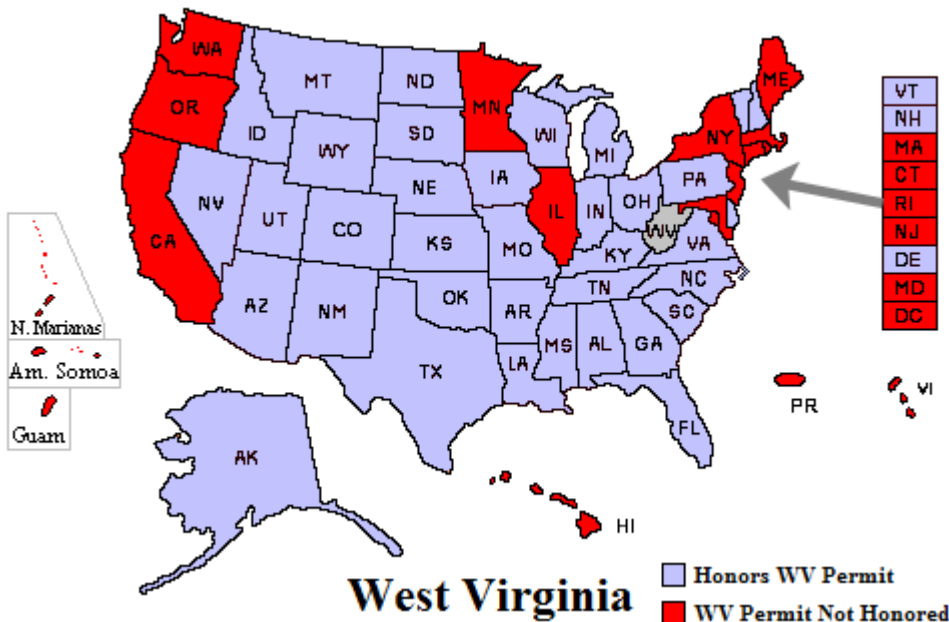 WA
MT
ND
MN
ME
VT
OR
ID
SD
WI
NY
NH
WY
MI
MA
IA
PA
CT
NE
NV
UT
IL
IN
OH
RI
CO
WV
NJ
CA
KS
MO
KY
VA
DE
NC
TN
MD
OK
AZ
NM
AR
SC
DC
N. Marianas
MS
AL
GA
LA
TX
Am. Somoa
VI
PR
FL
Guam
AK
HI
West Virginia
Honors WV Permit
WV Permit Not Honored